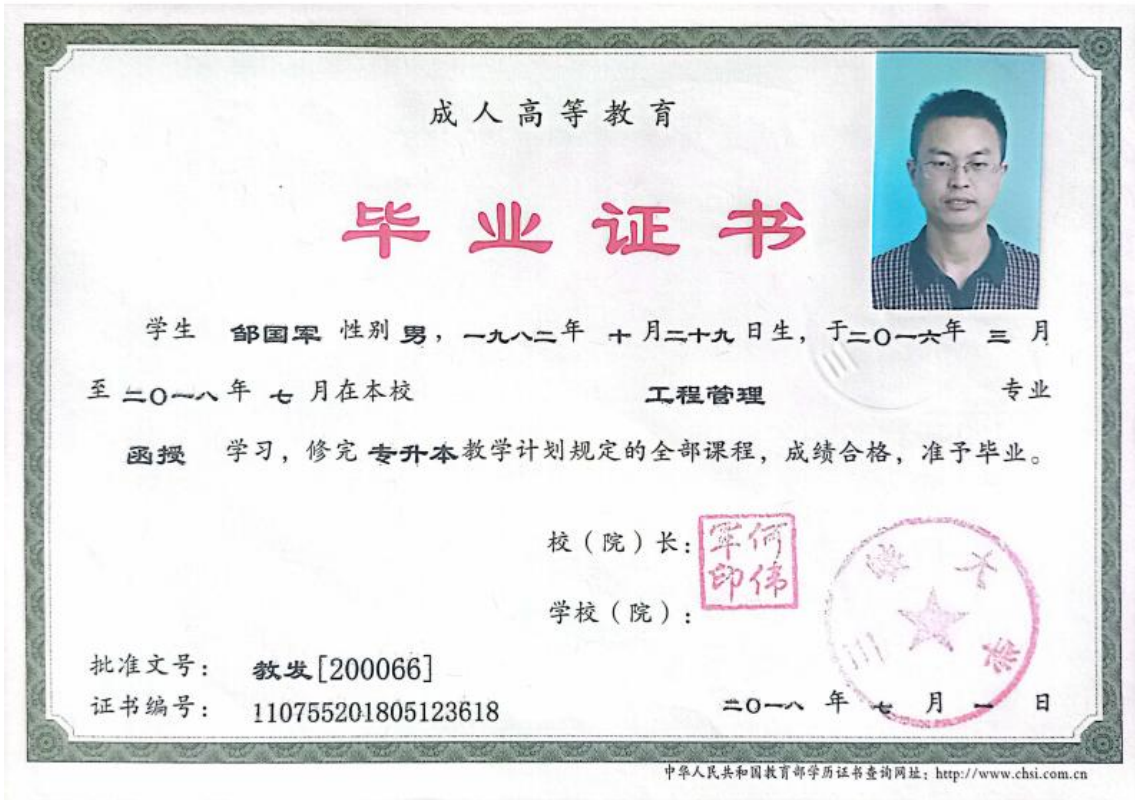 成人高等教育
毕业证书
学生 邹国军 性别 男，一九八二年 十月二十九日生，于二〇一六年 三 月
至 二〇一八 年 七 月在本校 工程管理 专业
函授 学习，修完 专升本教学计划规定的全部课程，成绩合格，准予毕业。
校（院）长：
何伟军印
学校（院）：
大学
批准文号： 教发[200066]
证书编号： 110755201805123618
二〇一八 年 七 月 一 日
中华人民共和国教育部学历证书查询网址：http://www.chsi.com.cn